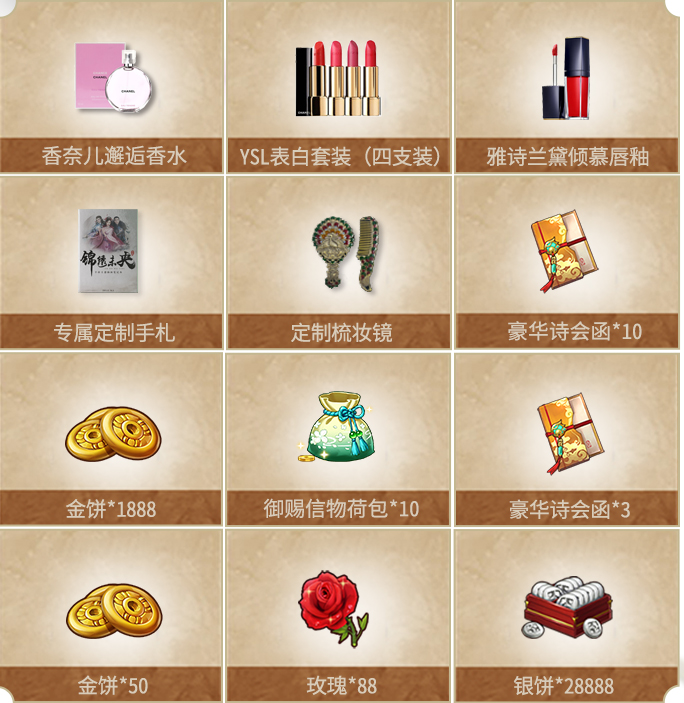 香奈儿邂逅香水
YSL表白套装（四支装）
雅诗兰黛倾慕唇釉
锦绣未央
专属定制手札
定制梳妆镜
豪华诗会函*10
金饼*1888
御赐信物荷包*10
豪华诗会函*3
金饼*50
玫瑰*88
银饼*28888